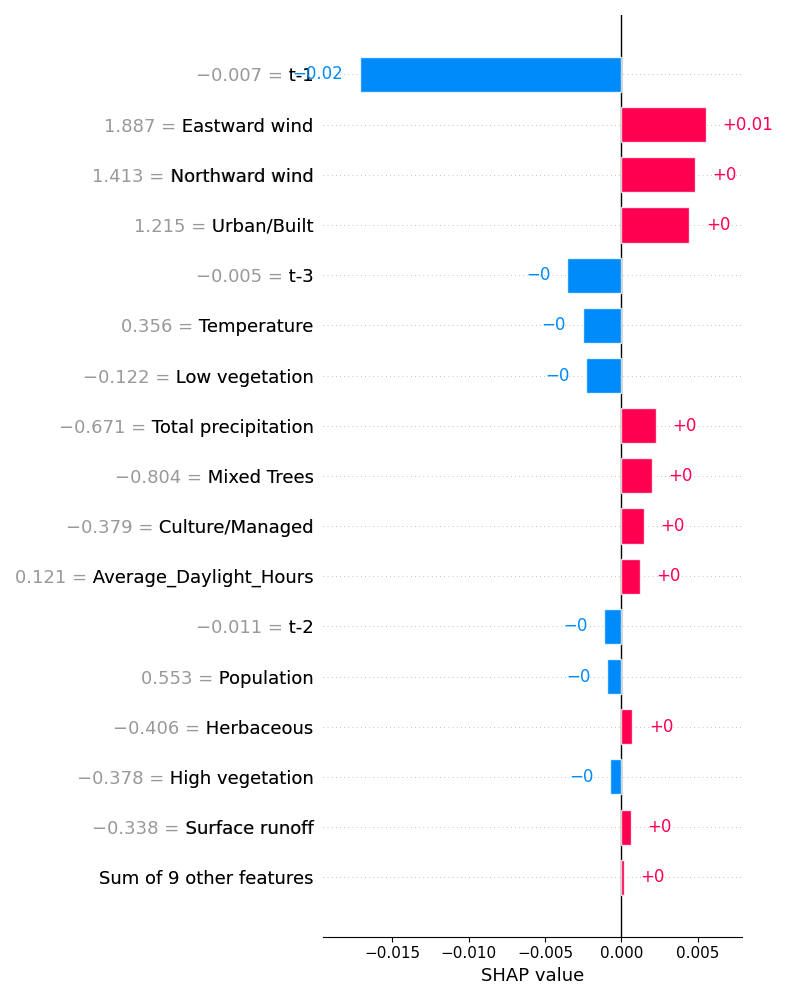 −0.007 = t-1 −0.02
1.887 = Eastward wind +0.01
1.413 = Northward wind +0
1.215 = Urban/Built +0
−0.005 = t-3 −0
0.356 = Temperature −0
−0.122 = Low vegetation −0
−0.671 = Total precipitation +0
−0.804 = Mixed Trees +0
−0.379 = Culture/Managed +0
0.121 = Average_Daylight_Hours +0
−0.011 = t-2 −0
0.553 = Population −0
−0.406 = Herbaceous +0
−0.378 = High vegetation −0
−0.338 = Surface runoff +0
Sum of 9 other features +0
−0.015 −0.010 −0.005 0.000 0.005
SHAP value